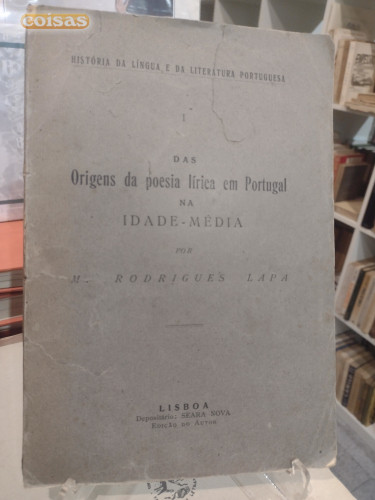 coisas
HISTÓRIA DA LÍNGUA E DA LITERATURA PORTUGUESA
I
DAS
Origens da poesia lírica em Portugal
NA
IDADE-MÉDIA
POR
M. RODRIGUES LAPA
LISBOA
Depositária: SEARA NOVA
EDIÇÃO DO AUTOR